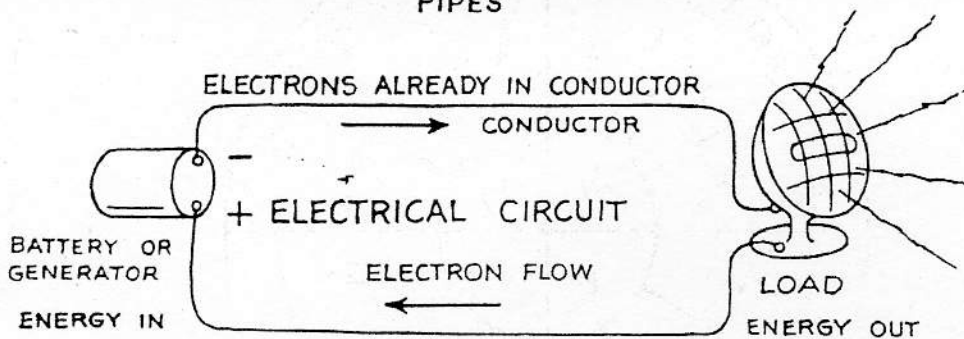 PIPES
ELECTRONS ALREADY IN CONDUCTOR
CONDUCTOR
-
+ ELECTRICAL CIRCUIT
BATTERY OR
GENERATOR
ELECTRON FLOW
LOAD
ENERGY IN
ENERGY OUT